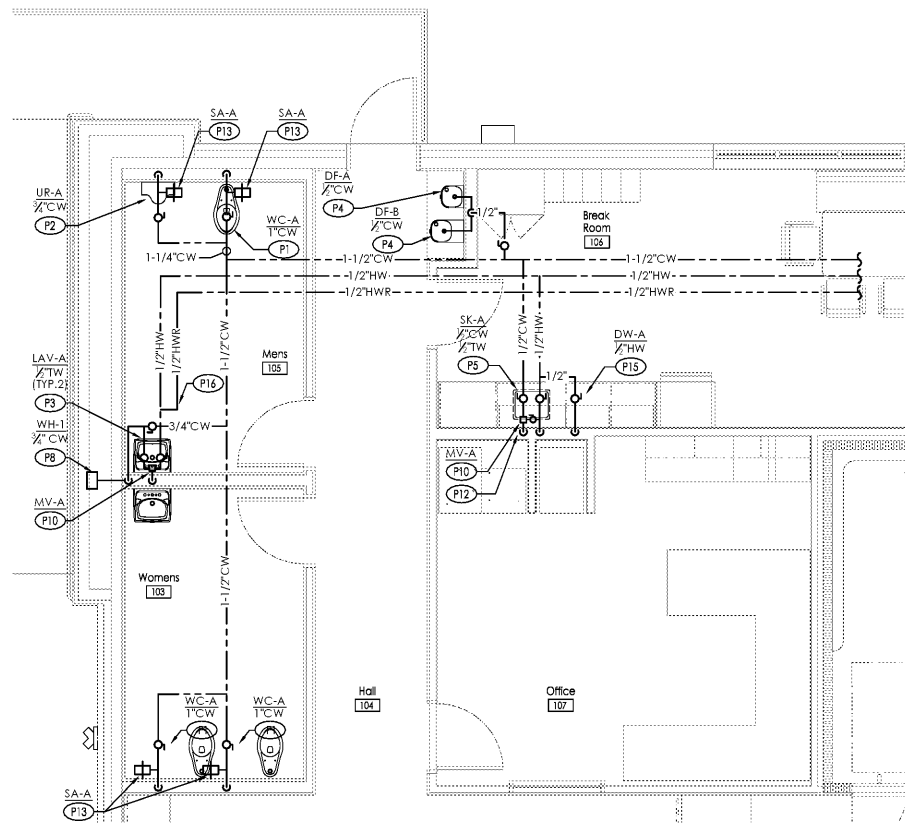 SA-A
P13
SA-A
P13
UR-A
3/4"CW
P2
WC-A
1"CW
P1
DF-A
1/2"CW
P4
DF-B
1/2"CW
P4
1/2"
Break
Room
106
1-1/4"CW
1-1/2"CW
1-1/2"CW
1/2"HW
1/2"HW
1/2"HWR
1/2"HWR
1/2"HW
1/2"HWR
1-1/2"CW
Mens
105
SK-A
1/2"CW
1/2"TW
P5
1/2"CW
1/2"HW
DW-A
1/2"HW
P15
1/2"
LAV-A
1/2"TW
(TYP.2)
P3
P16
3/4"CW
WH-1
3/4" CW
P8
MV-A
P10
MV-A
P10
P12
1-1/2"CW
Womens
103
Hall
104
Office
107
WC-A
1"CW
WC-A
1"CW
SA-A
P13